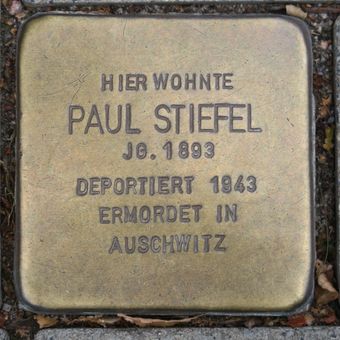 HIER WOHNTE
PAUL STIEFEL
JG. 1893
DEPORTIERT 1943
ERMORDET IN
AUSCHWITZ